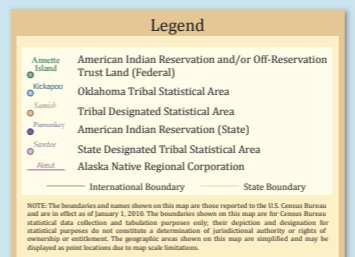 Legend
Annette
Island
American Indian Reservation and/or Off-Reservation
Trust Land (Federal)
Kickapoo
Oklahoma Tribal Statistical Area
Samish
Tribal Designated Statistical Area
Pamunkey
American Indian Reservation (State)
Santee
State Designated Tribal Statistical Area
Aleut
Alaska Native Regional Corporation
International Boundary
State Boundary
NOTE: The boundaries and names shown on this map are those reported to the U.S. Census Bureau
and are in effect as of January 1, 2010. The boundaries shown on this map are for Census Bureau
statistical data collection and tabulation purposes only; their depiction and designation for
statistical purposes do not constitute a determination of jurisdictional authority or rights of
ownership or entitlement. The geographic areas shown on this map are simplified and may be
displayed as point locations due to map scale limitations.